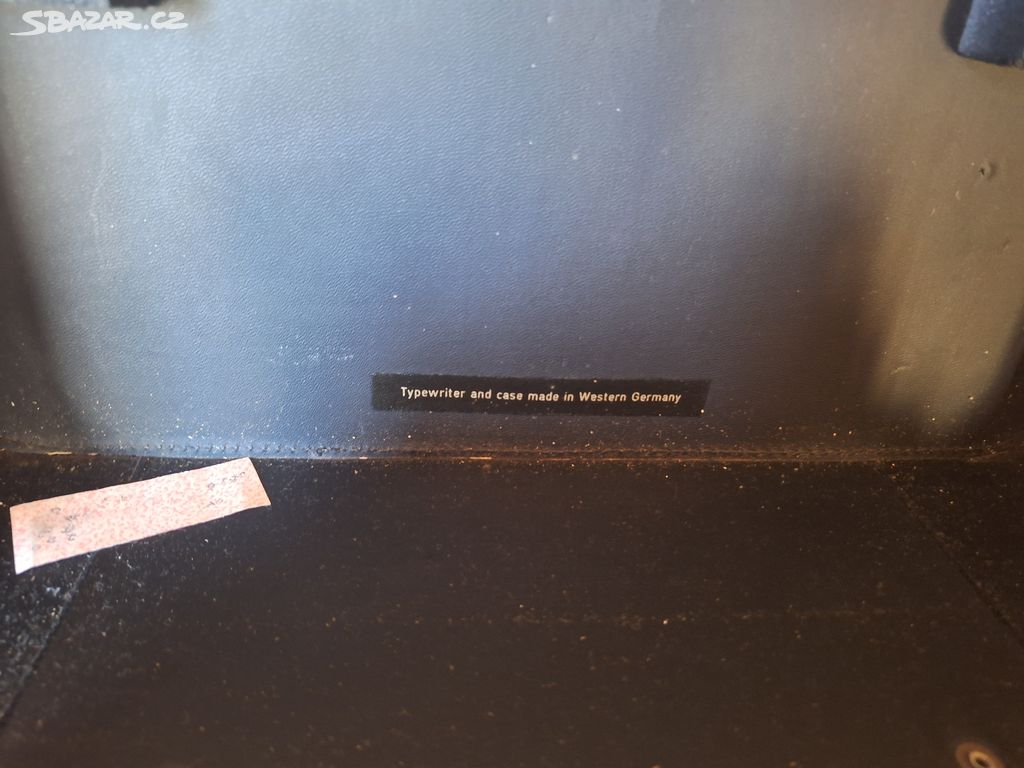 SBAZAR.CZ
Typewriter and case made in Western Germany